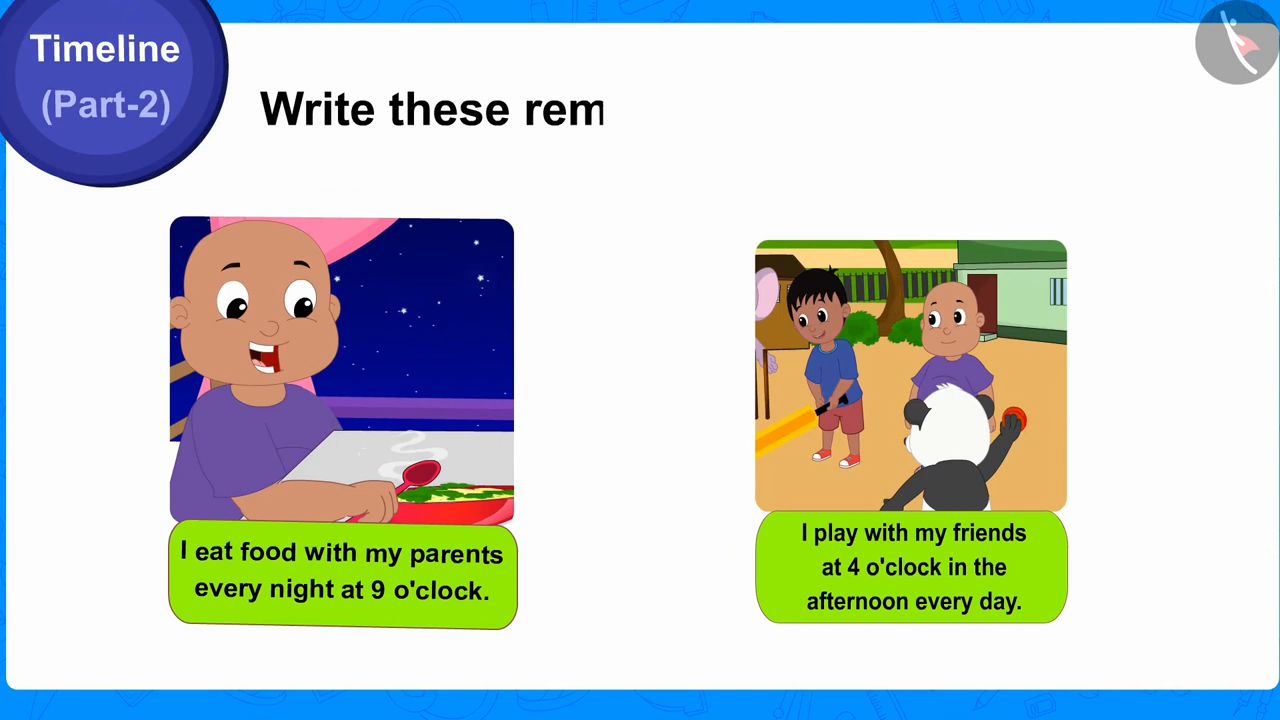 Timeline
(Part-2)
Write these rem
I eat food with my parents
every night at 9 o'clock.
I play with my friends
at 4 o'clock in the
afternoon every day.